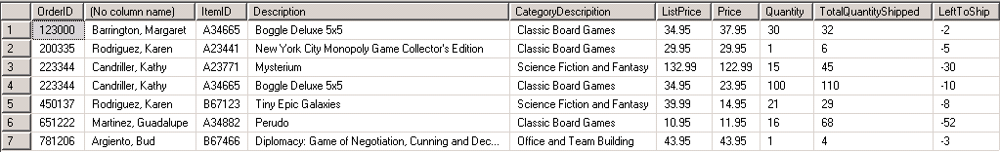 OrderID (No column name) ItemID Description CategoryDescripition ListPrice Price Quantity TotalQuantityShipped LeftToShip
1 123000 Barrington, Margaret A34665 Boggle Deluxe 5x5 Classic Board Games 34.95 37.95 30 32 -2
2 200335 Rodriguez, Karen A23441 New York City Monopoly Game Collector's Edition Classic Board Games 29.95 29.95 1 6 -5
3 223344 Candriller, Kathy A23771 Mysterium Science Fiction and Fantasy 132.99 122.99 15 45 -30
4 223344 Candriller, Kathy A34665 Boggle Deluxe 5x5 Classic Board Games 34.95 23.95 100 110 -10
5 450137 Rodriguez, Karen B67123 Tiny Epic Galaxies Science Fiction and Fantasy 39.99 14.95 21 29 -8
6 651222 Martinez, Guadalupe A34882 Perudo Classic Board Games 10.95 11.95 16 68 -52
7 781206 Argiento, Bud B67466 Diplomacy: Game of Negotiation, Cunning and Dec... Office and Team Building 43.95 43.95 1 4 -3